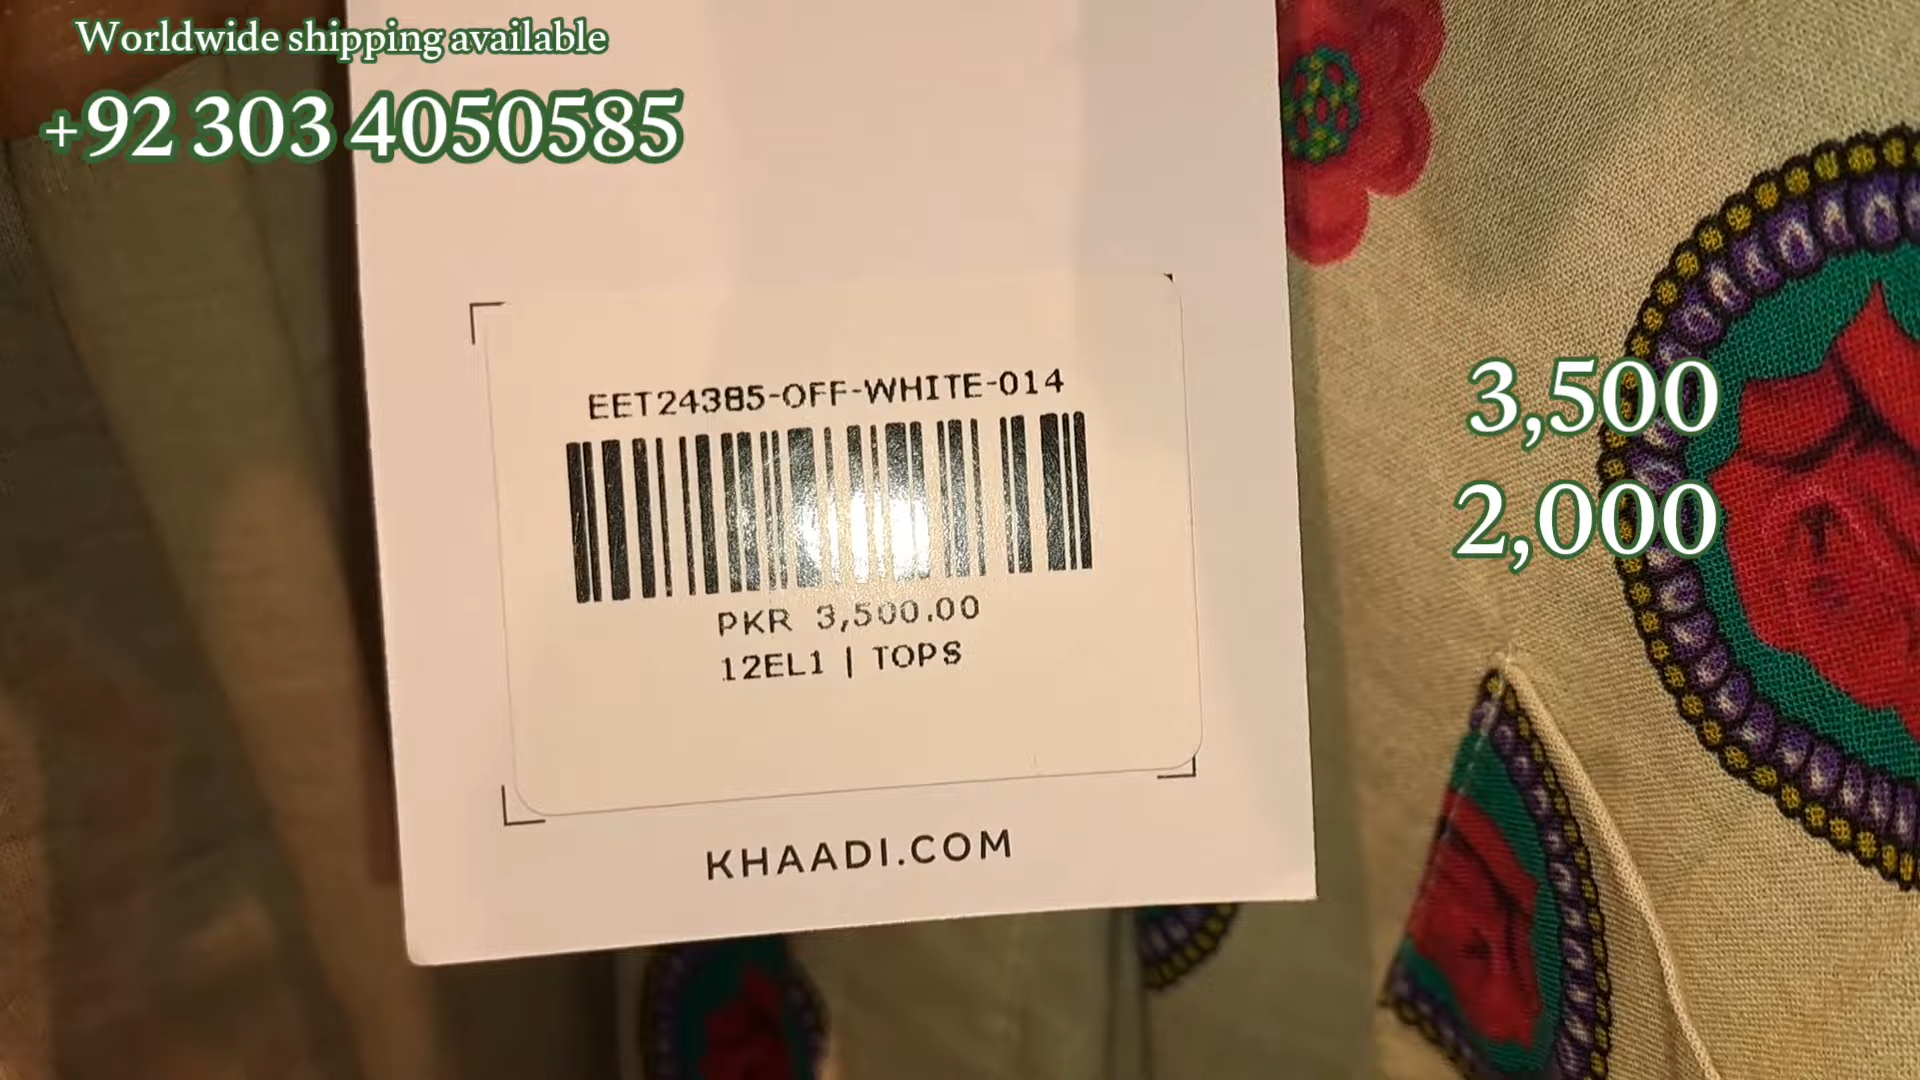 Worldwide shipping available
+92 303 4050585
EET24385-OFF-WHITE-014
PKR 3,500.00
12EL1 | TOPS
KHAADI.COM
3,500
2,000